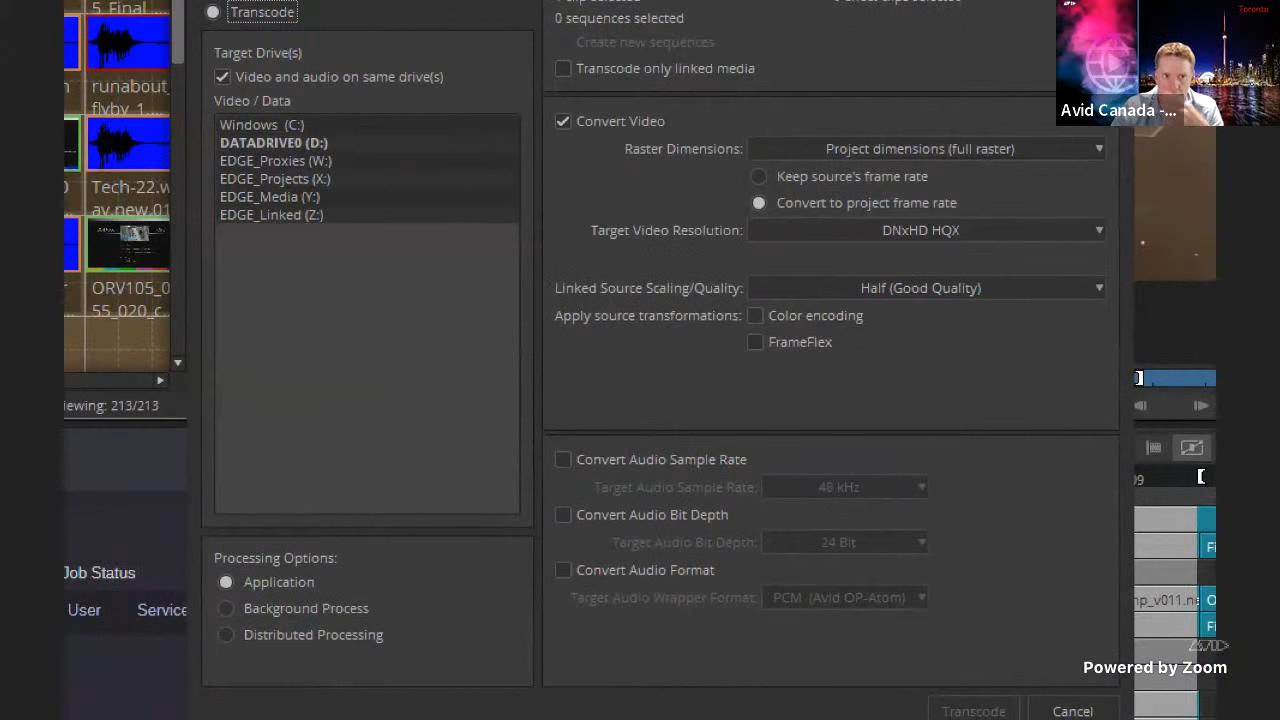 5_Final
runabout_
flyby_1
Tech-22.w
av.new.01
ORV105_0
55_020_c
iewing: 213/213
Job Status
User Service
Transcode
Target Drive(s)
Video and audio on same drive(s)
Video / Data
Windows (C:)
DATADRIVE0 (D:)
EDGE_Proxies (W:)
EDGE_Projects (X:)
EDGE_Media (Y:)
EDGE_Linked (Z:)
Processing Options:
Application
Background Process
Distributed Processing
0 sequences selected
Create new sequences
Transcode only linked media
Convert Video
Raster Dimensions: Project dimensions (full raster)
Keep source's frame rate
Convert to project frame rate
Target Video Resolution: DNxHD HQX
Linked Source Scaling/Quality: Half (Good Quality)
Apply source transformations: Color encoding
FrameFlex
Convert Audio Sample Rate
Target Audio Sample Rate: 48 kHz
Convert Audio Bit Depth
Target Audio Bit Depth: 24 Bit
Convert Audio Format
Target Audio Wrapper Format: PCM (Avid OP-Atom)
Transcode Cancel
Toronto
Avid Canada -...
09
Fi
mp_v011.n
O
Fi
AVID
Powered by Zoom